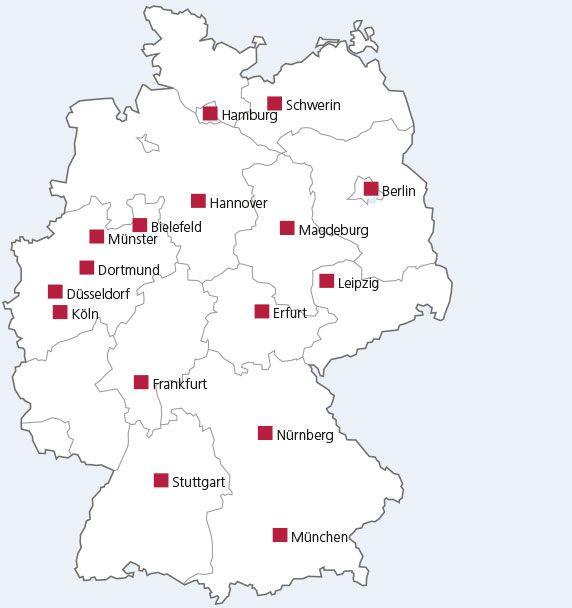 Schwerin
Hamburg
Berlin
Hannover
Bielefeld
Magdeburg
Münster
Dortmund
Leipzig
Düsseldorf
Köln
Erfurt
Frankfurt
Nürnberg
Stuttgart
München